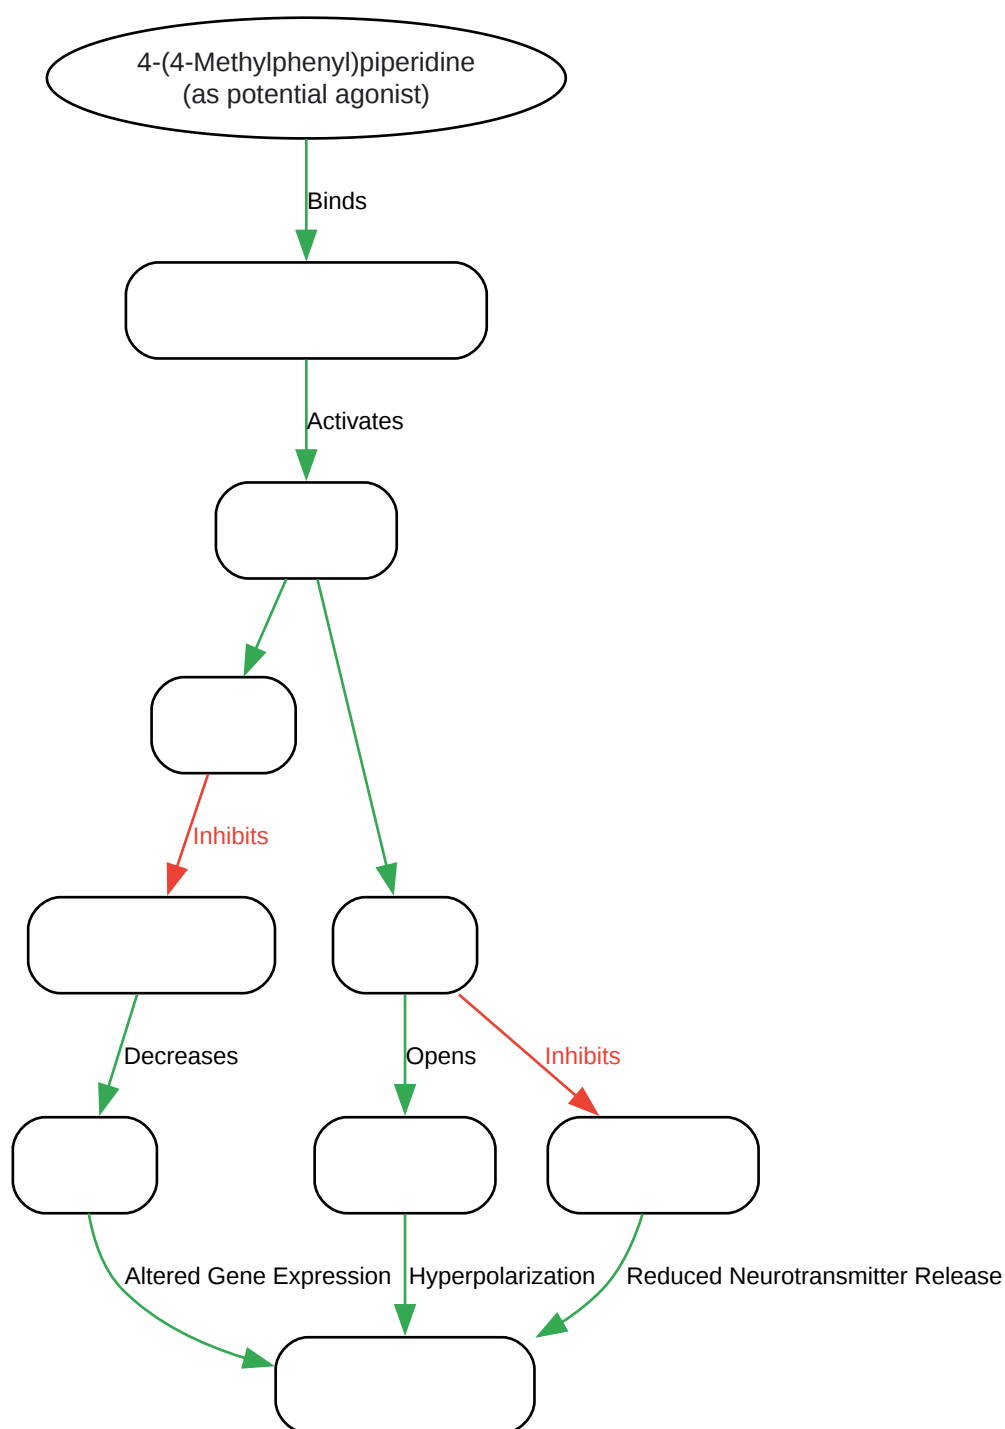 4-(4-Methylphenyl)piperidine
(as potential agonist)
Binds
Activates
Inhibits
Decreases
Opens
Inhibits
Altered Gene Expression
Hyperpolarization
Reduced Neurotransmitter Release